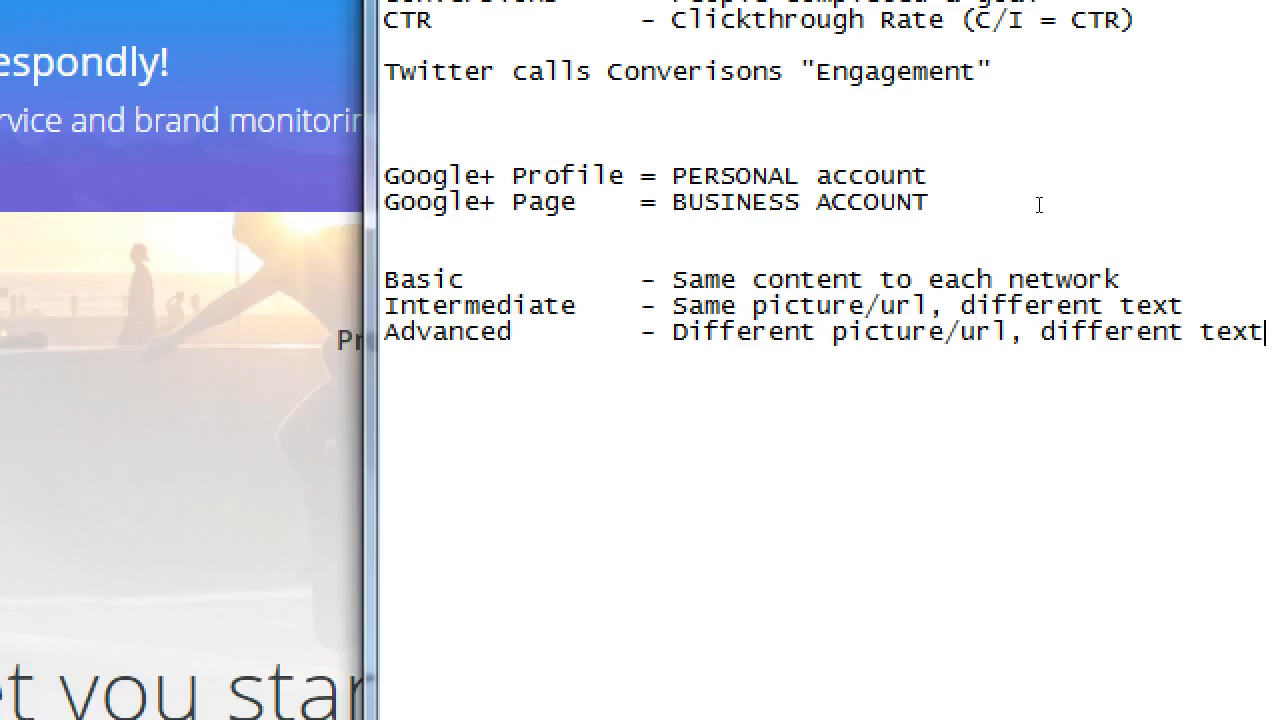 CTR - Clickthrough Rate (C/I = CTR)
Twitter calls Converisons "Engagement"
Google+ Profile = PERSONAL account
Google+ Page = BUSINESS ACCOUNT
Basic - Same content to each network
Intermediate - Same picture/url, different text
Advanced - Different picture/url, different text
espondly!
rvice and brand monitorin
Pr
et you star